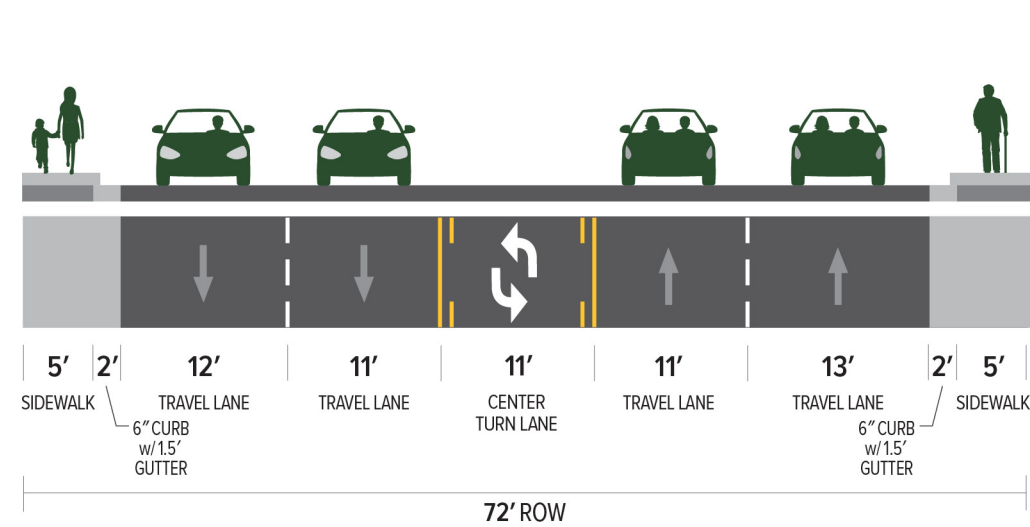 5′ 2′ 12′ 11′ 11′ 11′ 13′ 2′ 5′
SIDEWALK TRAVEL LANE TRAVEL LANE CENTER TRAVEL LANE TRAVEL LANE SIDEWALK
TURN LANE
6″ CURB 6″ CURB
w/ 1.5′ w/ 1.5′
GUTTER GUTTER
72′ ROW